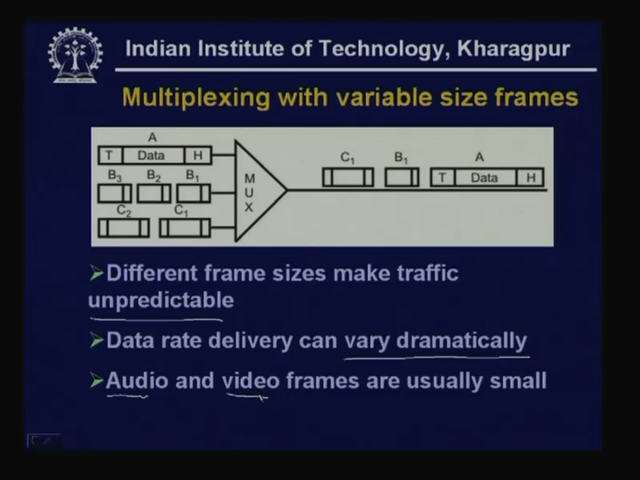 Indian Institute of Technology, Kharagpur
Multiplexing with variable size frames
A
T Data H
B3 B2 B1
C2 C1
MUX
C1 B1 A
T Data H
➢Different frame sizes make traffic
unpredictable
➢Data rate delivery can vary dramatically
➢Audio and video frames are usually small